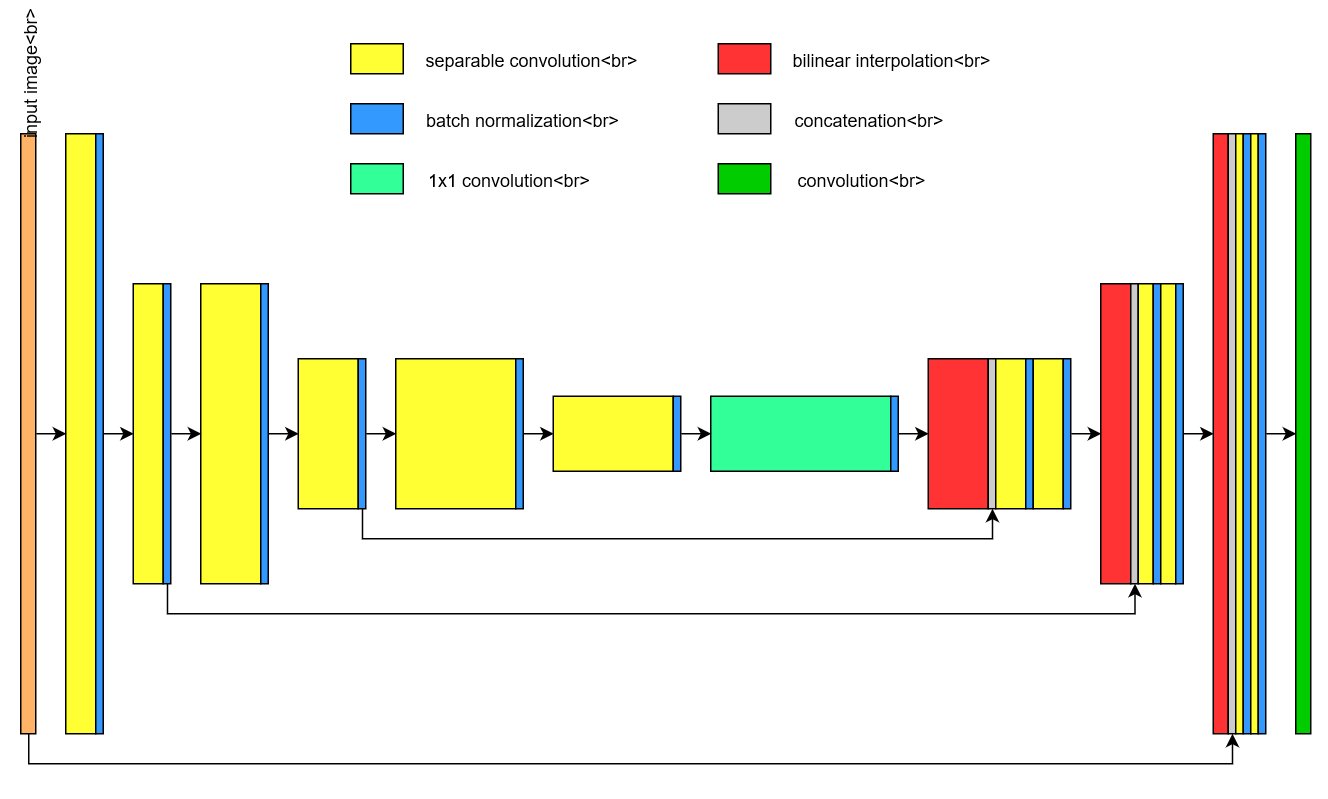 input image<br>
separable convolution<br>
bilinear interpolation<br>
batch normalization<br>
concatenation<br>
1x1 convolution<br>
convolution<br>